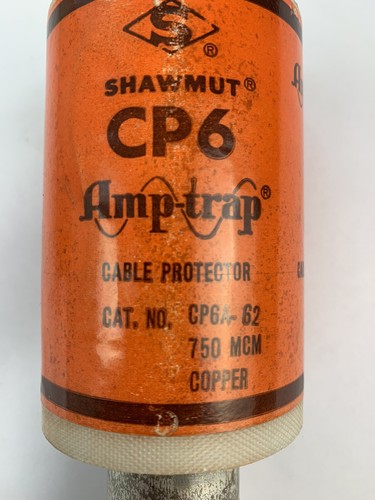 S ®
SHAWMUT®
CP6
Amp-trap®
CABLE PROTECTOR
CAT. NO. CP6A-62
750 MCM
COPPER